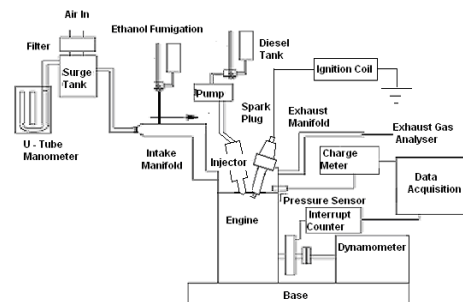 Air In
Ethanol Fumigation
Filter
Surge
Tank
Diesel
Tank
Ignition Coil
Pump
Spark
Plug
Exhaust
Manifold
Exhaust Gas
Analyser
U - Tube
Manometer
Intake
Manifold
Injector
Charge
Meter
Data
Acquisition
Pressure Sensor
Engine
Interrupt
Counter
Dynamometer
Base